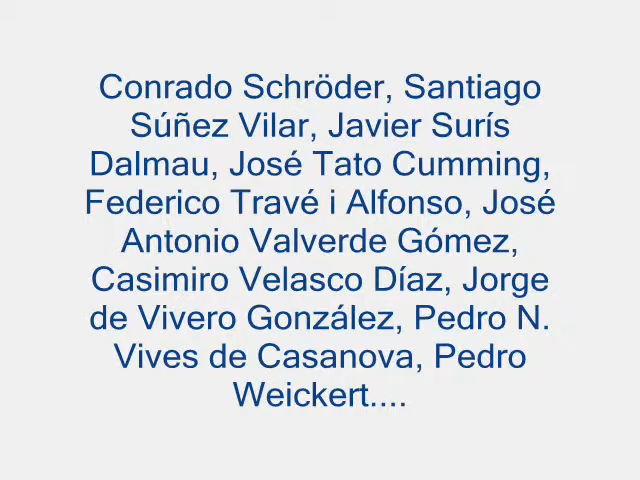 Conrado Schröder, Santiago
Súñez Vilar, Javier Surís
Dalmau, José Tato Cumming,
Federico Travé i Alfonso, José
Antonio Valverde Gómez,
Casimiro Velasco Díaz, Jorge
de Vivero González, Pedro N.
Vives de Casanova, Pedro
Weickert....